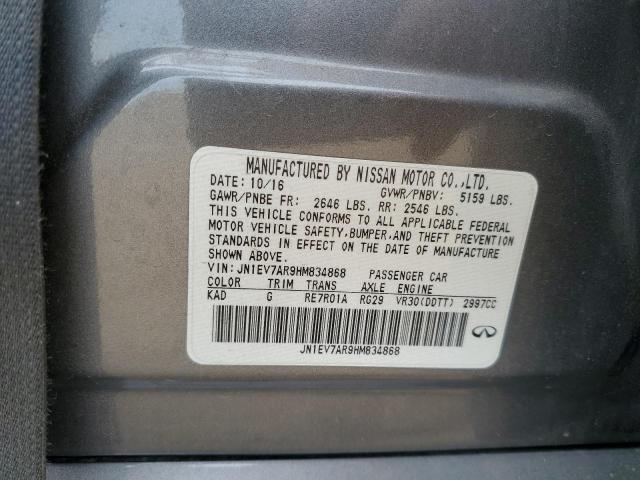 MANUFACTURED BY NISSAN MOTOR CO.,LTD.
DATE: 10/16 GVWR/PNBV: 5159 LBS.
GAWR/PNBE FR: 2646 LBS. RR: 2546 LBS.
THIS VEHICLE CONFORMS TO ALL APPLICABLE FEDERAL
MOTOR VEHICLE SAFETY,BUMPER,AND THEFT PREVENTION
STANDARDS IN EFFECT ON THE DATE OF MANUFACTURE
SHOWN ABOVE.
VIN: JN1EV7AR9HM834868 PASSENGER CAR
COLOR TRIM TRANS AXLE ENGINE
KAD G RE7R01A RG29 VR30(DDTT) 2997CC
JN1EV7AR9HM834868